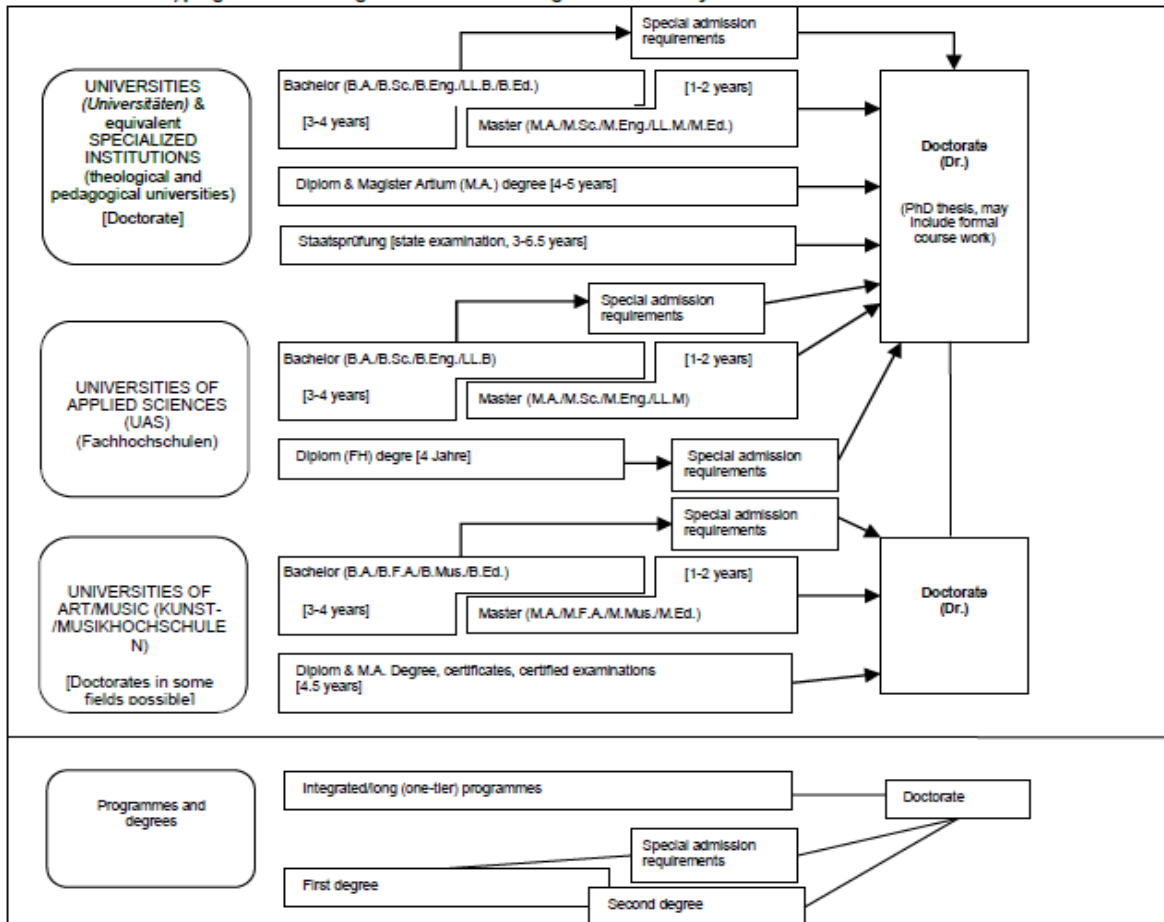 Special admission
requirements
UNIVERSITIES
(Universitäten) &
equivalent
SPECIALIZED
INSTITUTIONS
(theological and
pedagogical universities)
[Doctorate]
Bachelor (B.A./B.Sc./B.Eng./LL.B./B.Ed.)
[3-4 years]
[1-2 years]
Master (M.A./M.Sc./M.Eng./LL.M./M.Ed.)
Diplom & Magister Artium (M.A.) degree [4-5 years]
Staatsprüfung [state examination, 3-6.5 years]
Doctorate
(Dr.)
(PhD thesis, may
include formal
course work)
Special admission
requirements
UNIVERSITIES OF
APPLIED SCIENCES
(UAS)
(Fachhochschulen)
Bachelor (B.A./B.Sc./B.Eng./LL.B)
[3-4 years]
[1-2 years]
Master (M.A./M.Sc./M.Eng./LL.M)
Diplom (FH) degre [4 Jahre]
Special admission
requirements
Special admission
requirements
UNIVERSITIES OF
ART/MUSIC (KUNST-
/MUSIKHOCHSCHULE
N)
[Doctorates in some
fields possible]
Bachelor (B.A./B.F.A./B.Mus./B.Ed.)
[3-4 years]
[1-2 years]
Master (M.A./M.F.A./M.Mus./M.Ed.)
Diplom & M.A. Degree, certificates, certified examinations
[4.5 years]
Doctorate
(Dr.)
Programmes and
degrees
Integrated/long (one-tier) programmes
Doctorate
Special admission
requirements
First degree
Second degree